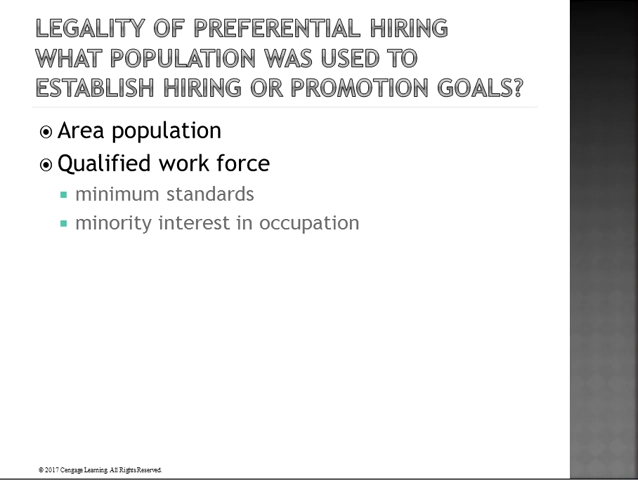 LEGALITY OF PREFERENTIAL HIRING
WHAT POPULATION WAS USED TO
ESTABLISH HIRING OR PROMOTION GOALS?
Area population
Qualified work force
minimum standards
minority interest in occupation
© 2017 Cengage Learning. All Rights Reserved.